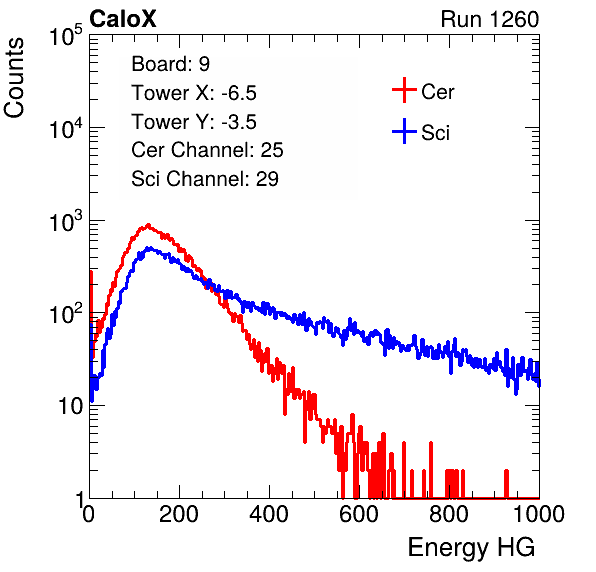 CaloX Run 1260
Counts
Board: 9
Tower X: -6.5
Tower Y: -3.5
Cer Channel: 25
Sci Channel: 29
Cer
Sci
10^5
10^4
10^3
10^2
10
1
0 200 400 600 800 1000
Energy HG